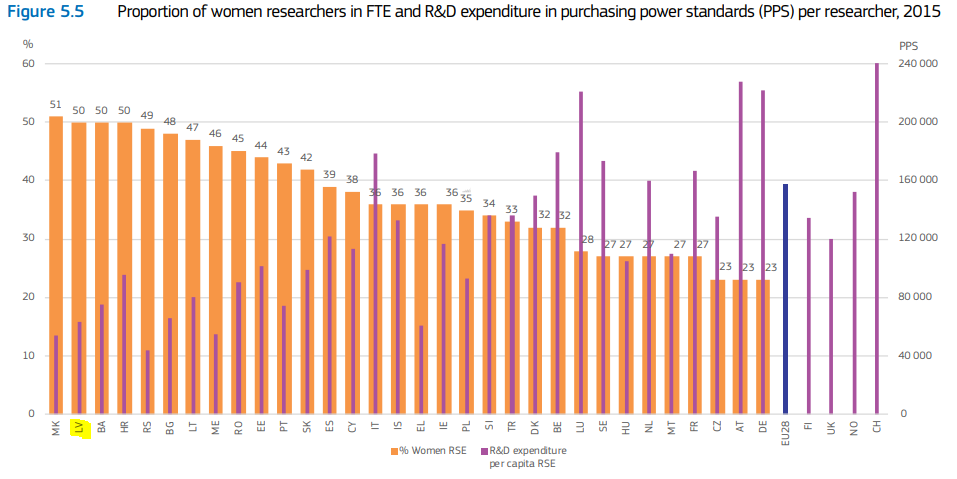 Figure 5.5 Proportion of women researchers in FTE and R&D expenditure in purchasing power standards (PPS) per researcher, 2015
% PPS
60 240 000
50 200 000
40 160 000
30 120 000
20 80 000
10 40 000
0 0
51 50 50 50 49 48 47 46 45 44 43 42 39 38 36 36 36 36 35 34 33 32 32 28 27 27 27 27 27 23 23 23
MK LV BA HR RS BG LT ME RO EE PT SK ES CY IT IS EL IE PL SI TR DK BE LU SE HU NL MT FR CZ AT DE EU28 FI UK NO CH
% Women RSE R&D expenditure
per capita RSE